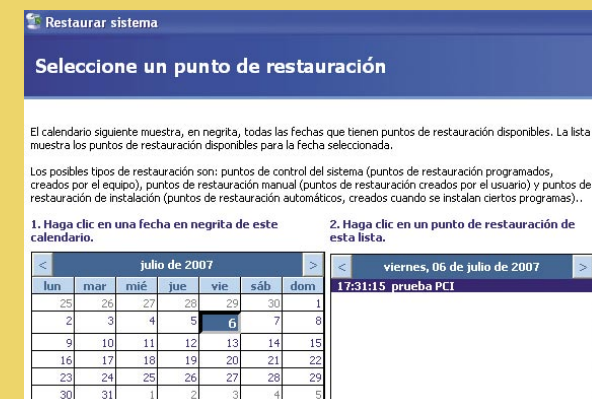 Restaurar sistema
Seleccione un punto de restauración
El calendario siguiente muestra, en negrita, todas las fechas que tienen puntos de restauración disponibles. La lista
muestra los puntos de restauración disponibles para la fecha
seleccionada.
Los posibles tipos de restauración son: puntos de control del sistema (puntos de restauración programados,
creados por el equipo), puntos de restauración manual (puntos de restauración creados por el usuario) y puntos de
restauración de instalación (puntos de restauración automáticos, creados cuando se instalan ciertos programas)..
1. Haga clic en una fecha en negrita de este
calendario.
< julio de 2007 >
lun mar mié jue vie sáb dom
25 26 27 28 29 30 1
2 3 4 5 6 7 8
9 10 11 12 13 14 15
16 17 18 19 20 21 22
23 24 25 26 27 28 29
30 31 1 2 3 4 5
2. Haga clic en un punto de restauración de
esta lista.
< viernes, 06 de julio de 2007 >
17:31:15 prueba PCI